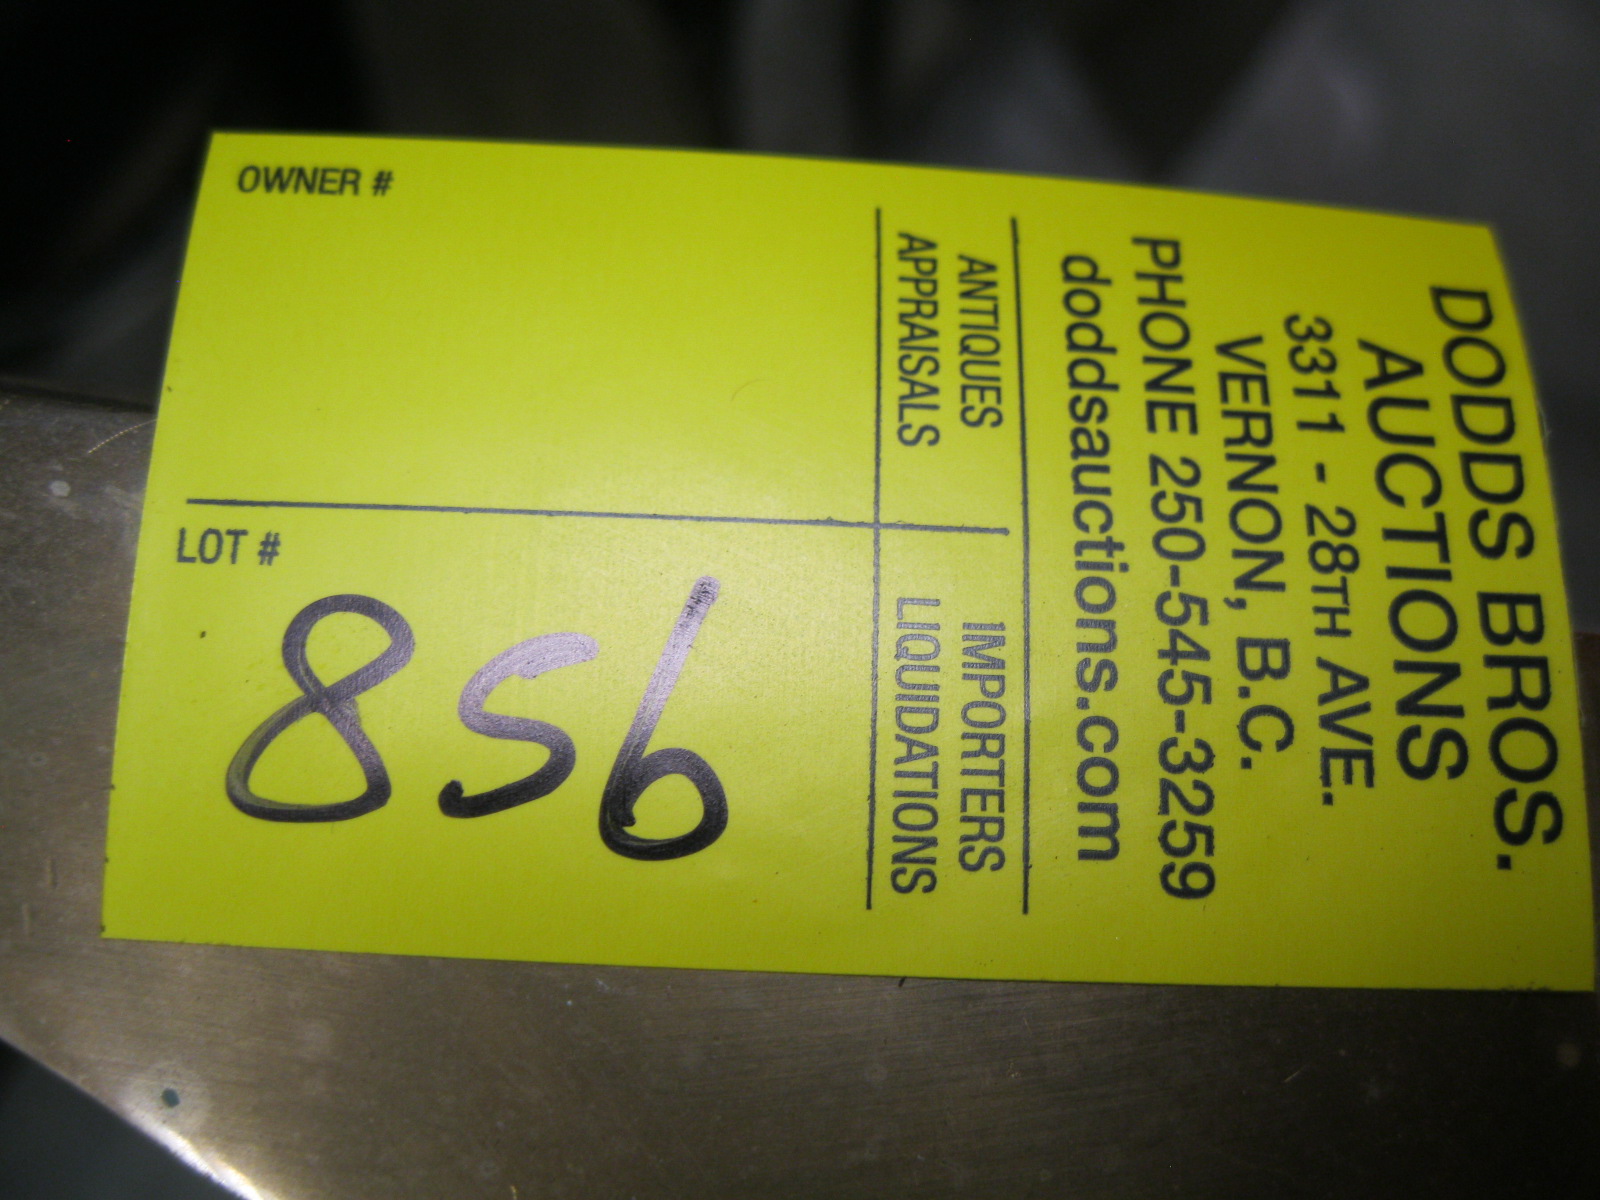 DODDS BROS.
AUCTIONS
3311 - 28TH AVE.
VERNON, B.C.
PHONE 250-545-3259
doddsauctions.com
ANTIQUES IMPORTERS
APPRAISALS LIQUIDATIONS
OWNER #
LOT #
856